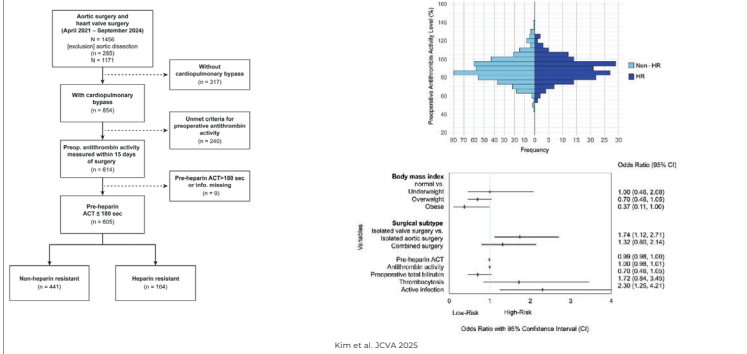 Aortic surgery and
heart valve surgery
(April 2021 – September 2024)
N = 1456
[exclusion] aortic dissection
(n = 285)
N = 1171
Without
cardiopulmonary bypass
(n = 317)
With cardiopulmonary
bypass
(n = 854)
Unmet criteria for
preoperative antithrombin
activity
(n = 240)
Preop. antithrombin activity
measured within 15 days
of surgery
(n = 614)
Pre-heparin ACT>180 sec
or info. missing
(n = 9)
Pre-heparin
ACT ≤ 180 sec
(n = 605)
Non-heparin resistant
(n = 441)
Heparin resistant
(n = 164)
Preoperative Antithrombin Activity Level (%)
160
140
120
100
80
60
40
20
80 70 60 50 40 30 20 10 0 5 10 15 20 25 30
Frequency
Non - HR
HR
Odds Ratio (95% CI)
Variables
Body mass index
normal vs.
Underweight 1.00 (0.46, 2.08)
Overweight 0.70 (0.46, 1.05)
Obese 0.37 (0.11, 1.00)
Surgical subtype
Isolated valve surgery vs.
Isolated aortic surgery 1.74 (1.12, 2.71)
Combined surgery 1.32 (0.80, 2.14)
Pre-heparin ACT 0.99 (0.98, 1.00)
Antithrombin activity 1.00 (0.98, 1.01)
Preoperative total bilirubin 0.70 (0.46, 1.05)
Thrombocytosis 1.72 (0.84, 3.45)
Active infection 2.30 (1.25, 4.21)
0 1 2 3 4
Low-Risk High-Risk
Odds Ratio with 95% Confidence Interval (CI)
Kim et al. JCVA 2025